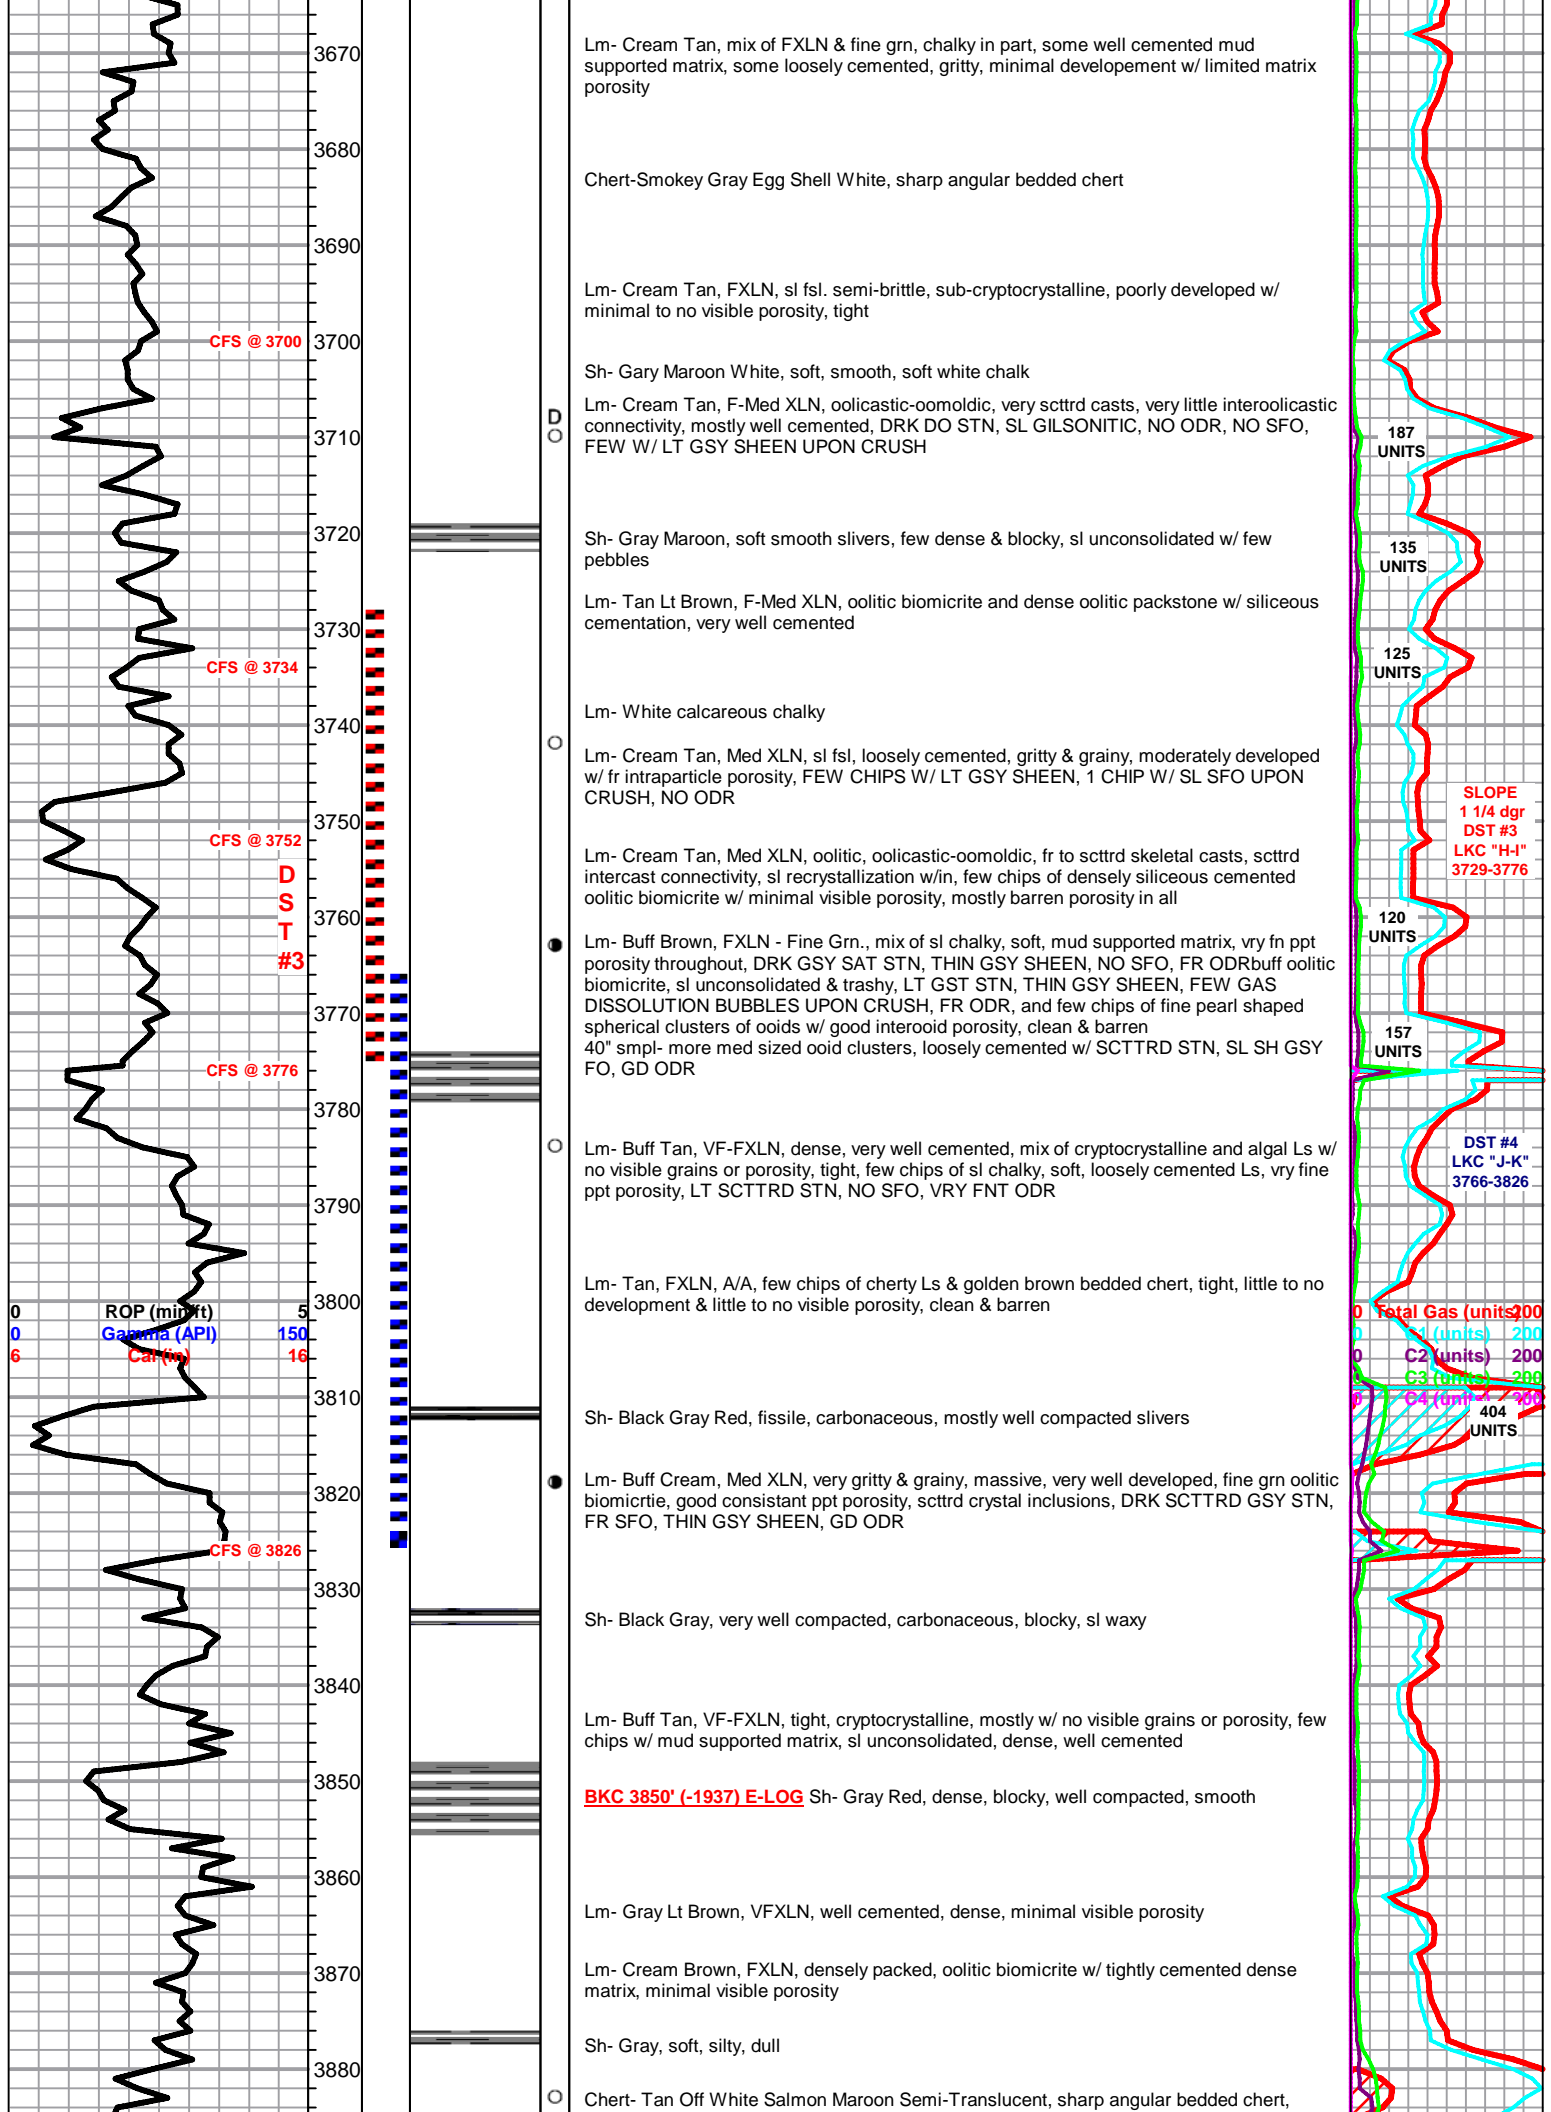 3670
Lm- Cream Tan, mix of FXLN & fine grn, chalky in part, some well cemented mud
supported matrix, some loosely cemented, gritty, minimal developement w/ limited matrix
porosity
3680
Chert-Smokey Gray Egg Shell White, sharp angular bedded chert
3690
Lm- Cream Tan, FXLN, sl fsl. semi-brittle, sub-cryptocrystalline, poorly developed w/
minimal to no visible porosity, tight
CFS @ 3700
3700
Sh- Gary Maroon White, soft, smooth, soft white chalk
D
Lm- Cream Tan, F-Med XLN, oolicastic-oomoldic, very scttrd casts, very little interoolicastic
connectivity, mostly well cemented, DRK DO STN, SL GILSONITIC, NO ODR, NO SFO,
FEW W/ LT GSY SHEEN UPON CRUSH
3710
187
UNITS
3720
Sh- Gray Maroon, soft smooth slivers, few dense & blocky, sl unconsolidated w/ few
pebbles
135
UNITS
Lm- Tan Lt Brown, F-Med XLN, oolitic biomicrite and dense oolitic packstone w/ siliceous
cementation, very well cemented
3730
125
UNITS
CFS @ 3734
Lm- White calcareous chalky
3740
Lm- Cream Tan, Med XLN, sl fsl, loosely cemented, gritty & grainy, moderately developed
w/ fr intraparticle porosity, FEW CHIPS W/ LT GSY SHEEN, 1 CHIP W/ SL SFO UPON
CRUSH, NO ODR
3750
CFS @ 3752
SLOPE
1 1/4 dgr
DST #3
LKC "H-I"
3729-3776
Lm- Cream Tan, Med XLN, oolitic, oolicastic-oomoldic, fr to scttrd skeletal casts, scttrd
intercast connectivity, sl recrystallization w/in, few chips of densely siliceous cemented
oolitic biomicrite w/ minimal visible porosity, mostly barren porosity in all
D
S
T
#3
3760
120
UNITS
Lm- Buff Brown, FXLN - Fine Grn., mix of sl chalky, soft, mud supported matrix, vry fn ppt
porosity throughout, DRK GSY SAT STN, THIN GSY SHEEN, NO SFO, FR ODRbuff oolitic
biomicrite, sl unconsolidated & trashy, LT GST STN, THIN GSY SHEEN, FEW GAS
DISSOLUTION BUBBLES UPON CRUSH, FR ODR, and few chips of fine pearl shaped
spherical clusters of ooids w/ good interooid porosity, clean & barren
40" smpl- more med sized ooid clusters, loosely cemented w/ SCTTRD STN, SL SH GSY
FO, GD ODR
3770
157
UNITS
CFS @ 3776
3780
Lm- Buff Tan, VF-FXLN, dense, very well cemented, mix of cryptocrystalline and algal Ls w/
no visible grains or porosity, tight, few chips of sl chalky, soft, loosely cemented Ls, vry fine
ppt porosity, LT SCTTRD STN, NO SFO, VRY FNT ODR
DST #4
LKC "J-K"
3766-3826
3790
Lm- Tan, FXLN, A/A, few chips of cherty Ls & golden brown bedded chert, tight, little to no
development & little to no visible porosity, clean & barren
3800
0 ROP (min/ft) 5
0 Gamma (API) 150
6 Cal (in) 16
0 Total Gas (units) 200
0 C1 (units) 200
0 C2 (units) 200
0 C3 (units) 200
0 C4 (units) 200
3810
404
UNITS
Sh- Black Gray Red, fissile, carbonaceous, mostly well compacted slivers
Lm- Buff Cream, Med XLN, very gritty & grainy, massive, very well developed, fine grn oolitic
biomicrtie, good consistant ppt porosity, scttrd crystal inclusions, DRK SCTTRD GSY STN,
FR SFO, THIN GSY SHEEN, GD ODR
3820
CFS @ 3826
3830
Sh- Black Gray, very well compacted, carbonaceous, blocky, sl waxy
3840
Lm- Buff Tan, VF-FXLN, tight, cryptocrystalline, mostly w/ no visible grains or porosity, few
chips w/ mud supported matrix, sl unconsolidated, dense, well cemented
3850
BKC 3850' (-1937) E-LOG Sh- Gray Red, dense, blocky, well compacted, smooth
3860
Lm- Gray Lt Brown, VFXLN, well cemented, dense, minimal visible porosity
3870
Lm- Cream Brown, FXLN, densely packed, oolitic biomicrite w/ tightly cemented dense
matrix, minimal visible porosity
Sh- Gray, soft, silty, dull
3880
Chert- Tan Off White Salmon Maroon Semi-Translucent, sharp angular bedded chert,